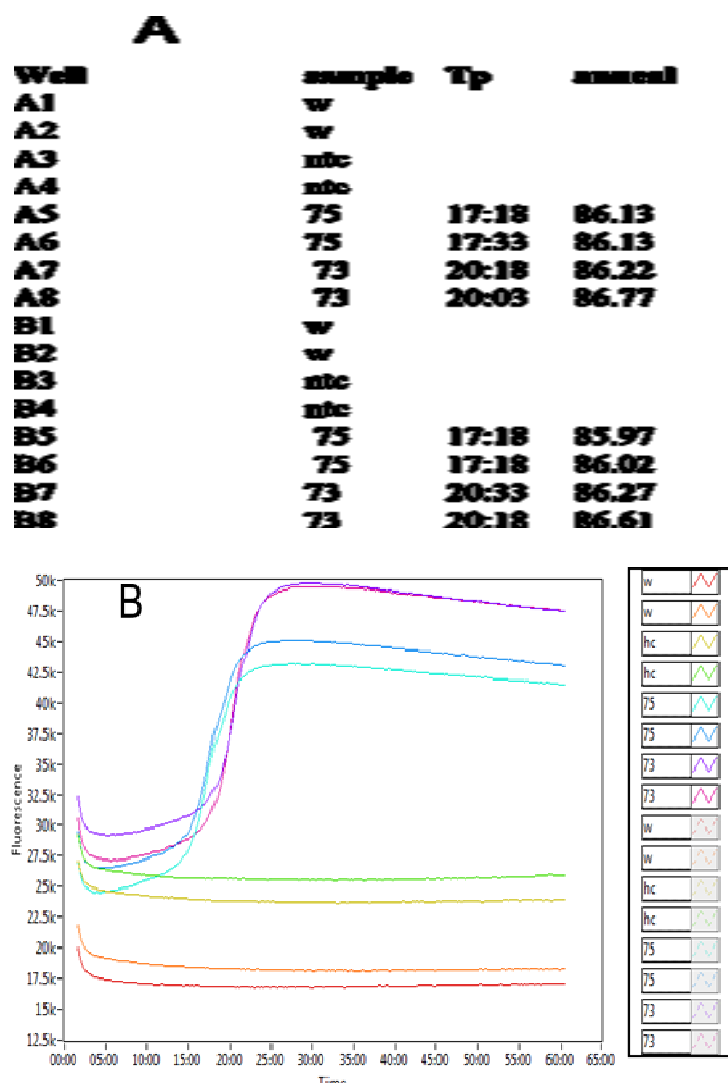 A
Well sample Tp anneal
A1 w
A2 w
A3 ntc
A4 ntc
A5 75 17:18 86.13
A6 75 17:33 86.13
A7 73 20:18 86.22
A8 73 20:03 86.77
B1 w
B2 w
B3 ntc
B4 ntc
B5 75 17:18 85.97
B6 75 17:18 86.02
B7 73 20:33 86.27
B8 73 20:18 86.61
B
50k
47.5k
45k
42.5k
40k
37.5k
35k
32.5k
30k
27.5k
25k
22.5k
20k
17.5k
15k
12.5k
Fluorescence
00:00 05:00 10:00 15:00 20:00 25:00 30:00 35:00 40:00 45:00 50:00 55:00 60:00 65:00
Time
w
w
hc
hc
75
75
73
73
w
w
hc
hc
75
75
73
73